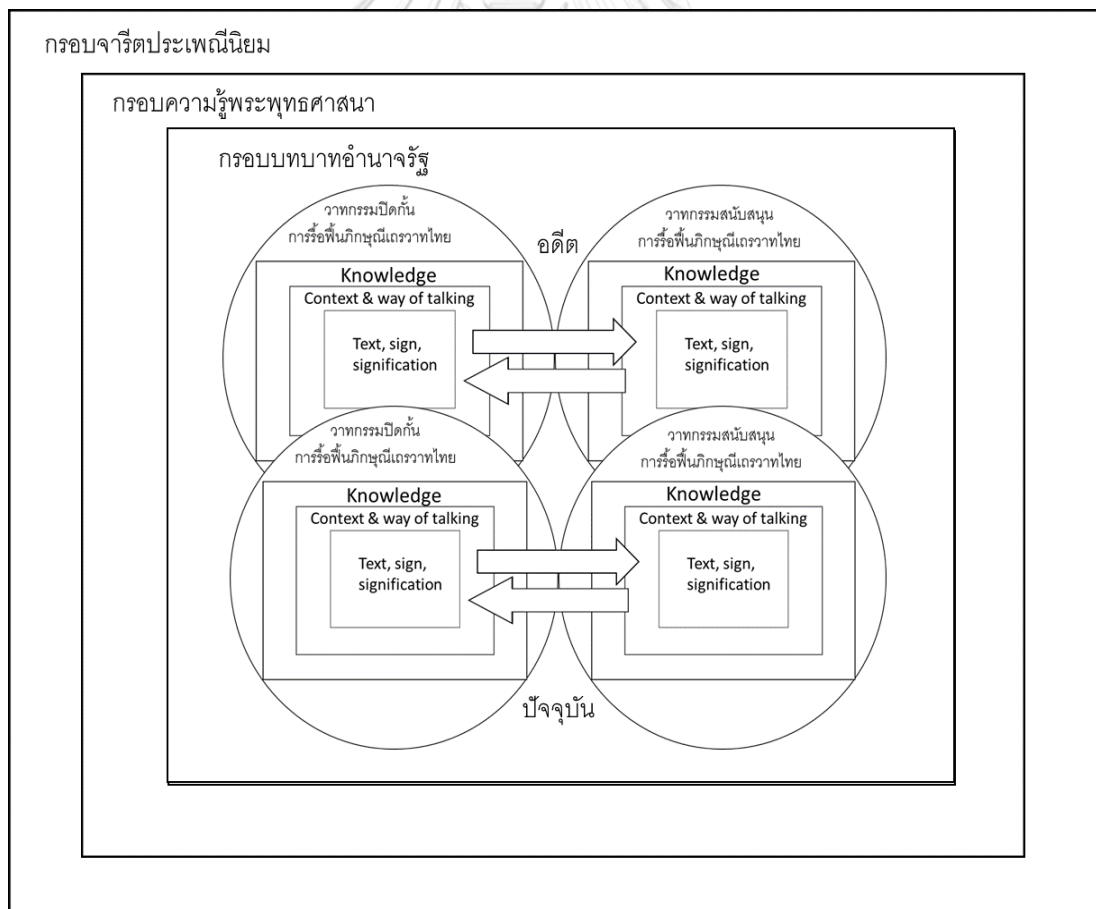 กรอบจารีตประเพณีนิยม
กรอบความรู้พระพุทธศาสนา
กรอบบทบาทอำนาจรัฐ
วาทกรรมปิดกั้น
การรื้อฟื้นภิกษุณีเถรวาทไทย
Knowledge
Context & way of talking
Text, sign,
signification
อดีต
วาทกรรมสนับสนุน
การรื้อฟื้นภิกษุณีเถรวาทไทย
Knowledge
Context & way of talking
Text, sign,
signification
วาทกรรมปิดกั้น
การรื้อฟื้นภิกษุณีเถรวาทไทย
Knowledge
Context & way of talking
Text, sign,
signification
วาทกรรมสนับสนุน
การรื้อฟื้นภิกษุณีเถรวาทไทย
Knowledge
Context & way of talking
Text, sign,
signification
ปัจจุบัน